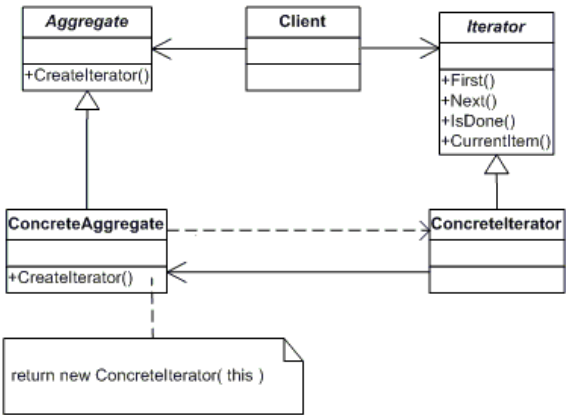 Aggregate
Client
Iterator
+CreateIterator()
+First()
+Next()
+IsDone()
+CurrentItem()
ConcreteAggregate
ConcreteIterator
+CreateIterator()
return new ConcreteIterator( this )